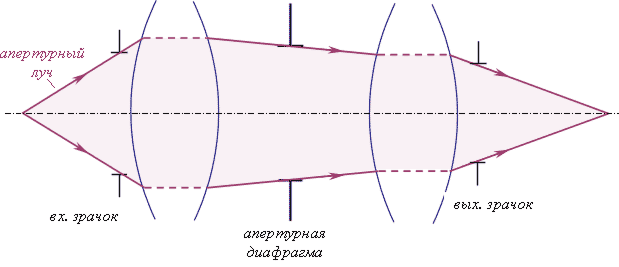 апертурный
луч
вх. зрачок
апертурная
диафрагма
вых. зрачок